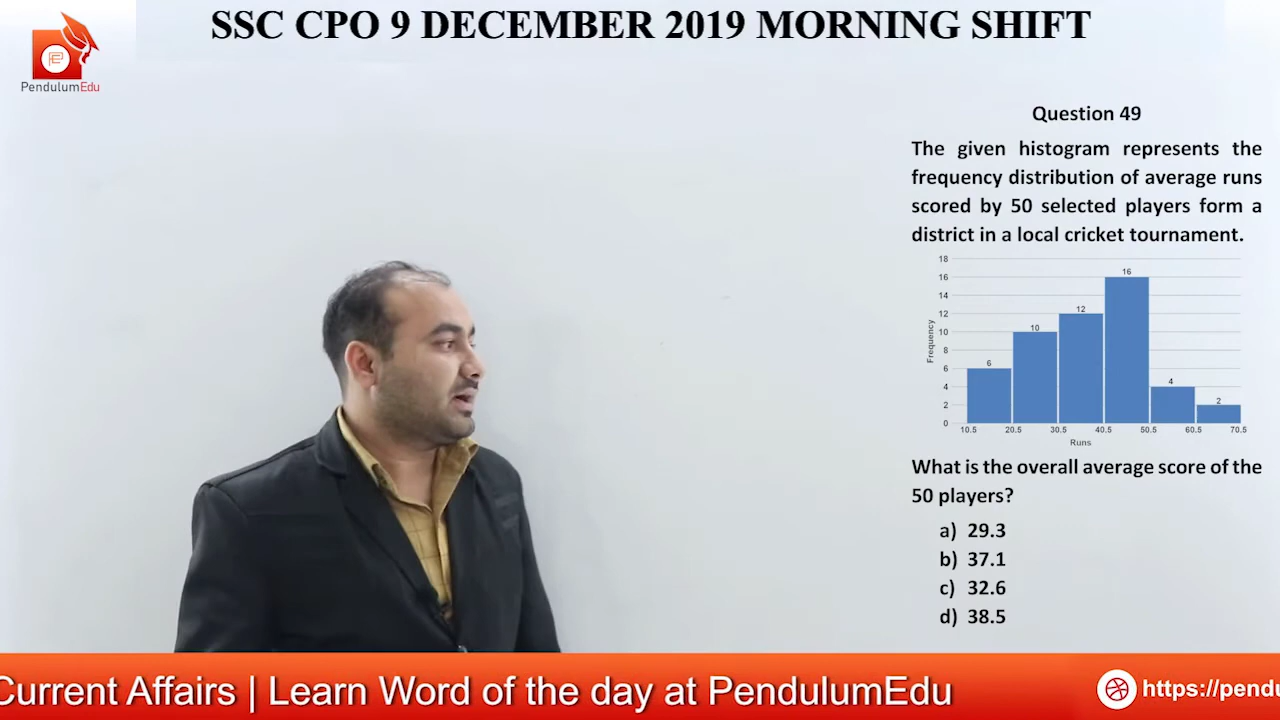 SSC CPO 9 DECEMBER 2019 MORNING SHIFT
PendulumEdu
Question 49
The given histogram represents the
frequency distribution of average runs
scored by 50 selected players form a
district in a local cricket tournament.
18
16
14
12
10
8
6
4
2
0
Frequency
6
10
12
16
4
2
10.5 20.5 30.5 40.5 50.5 60.5 70.5
Runs
What is the overall average score of the
50 players?
a) 29.3
b) 37.1
c) 32.6
d) 38.5
Current Affairs | Learn Word of the day at PendulumEdu
https://pendu